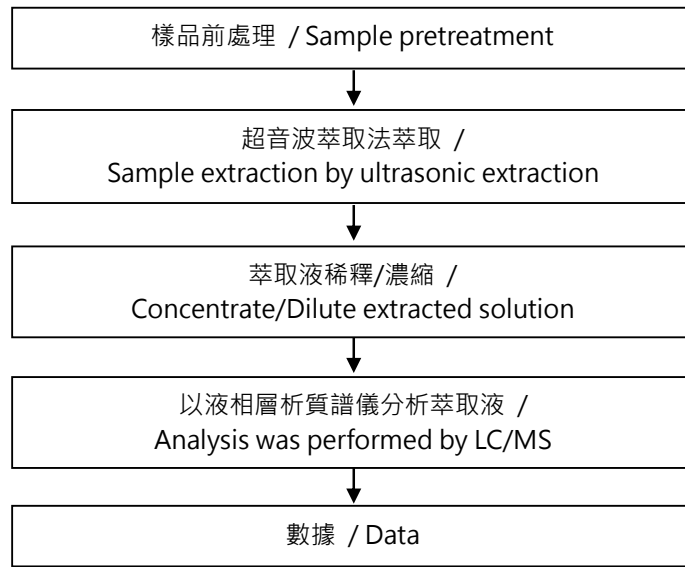 樣品前處理 / Sample pretreatment
超音波萃取法萃取 /
Sample extraction by ultrasonic extraction
萃取液稀釋/濃縮 /
Concentrate/Dilute extracted solution
以液相層析質譜儀分析萃取液 /
Analysis was performed by LC/MS
數據 / Data